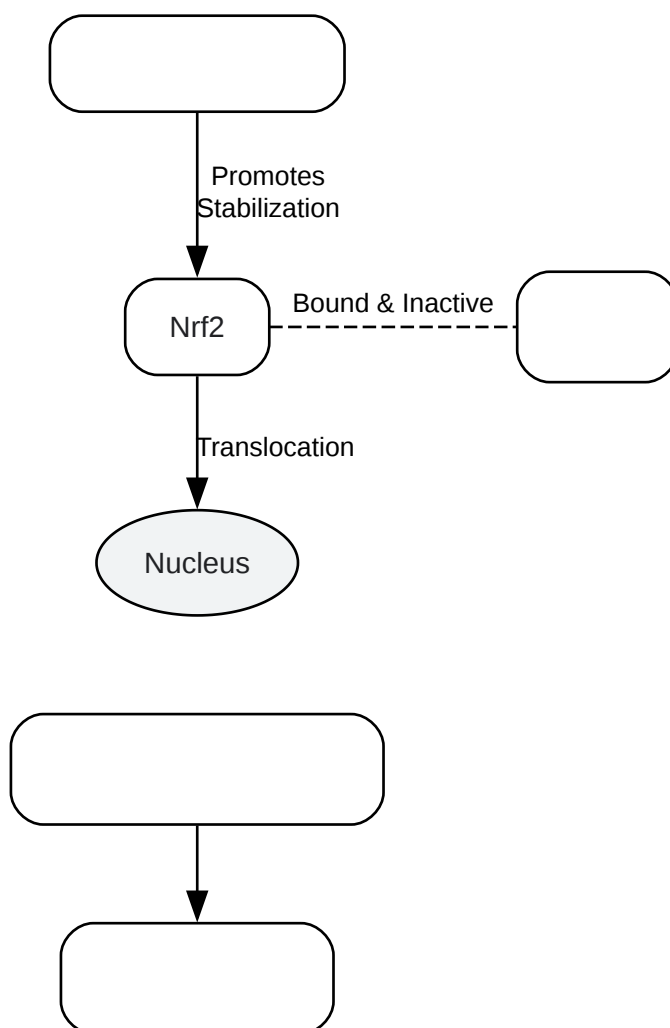 Promotes
Stabilization
Nrf2
Bound & Inactive
Translocation
Nucleus